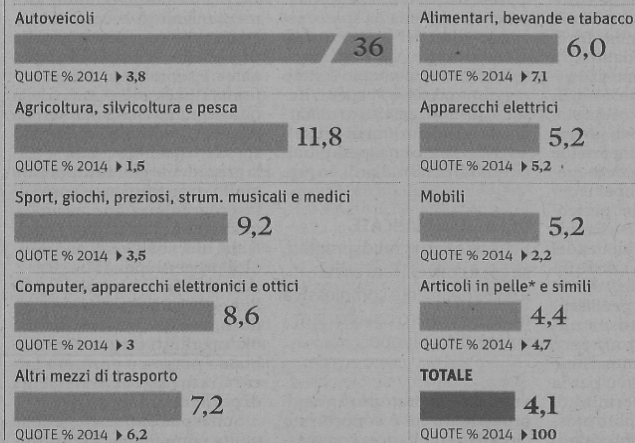 Autoveicoli
36
QUOTE % 2014 ▶ 3,8
Agricoltura, silvicoltura e pesca
11,8
QUOTE % 2014 ▶ 1,5
Sport, giochi, preziosi, strum. musicali e medici
9,2
QUOTE % 2014 ▶ 3,5
Computer, apparecchi elettronici e ottici
8,6
QUOTE % 2014 ▶ 3
Altri mezzi di trasporto
7,2
QUOTE % 2014 ▶ 6,2
Alimentari, bevande e tabacco
6,0
QUOTE % 2014 ▶ 7,1
Apparecchi elettrici
5,2
QUOTE % 2014 ▶ 5,2
Mobili
5,2
QUOTE % 2014 ▶ 2,2
Articoli in pelle* e simili
4,4
QUOTE % 2014 ▶ 4,7
TOTALE
4,1
QUOTE % 2014 ▶ 100